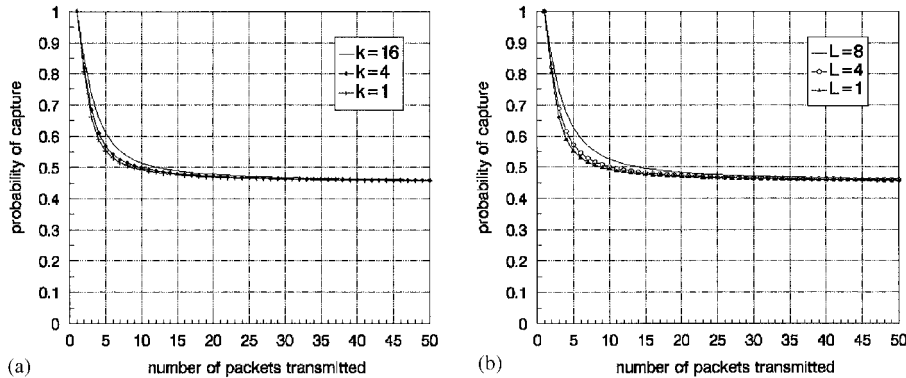 1
0.9
0.8
0.7
0.6
0.5
0.4
0.3
0.2
0.1
0
probability of capture
k=16
k=4
k=1
0 5 10 15 20 25 30 35 40 45 50
number of packets transmitted
(a)
1
0.9
0.8
0.7
0.6
0.5
0.4
0.3
0.2
0.1
0
probability of capture
L=8
L=4
L=1
0 5 10 15 20 25 30 35 40 45 50
number of packets transmitted
(b)